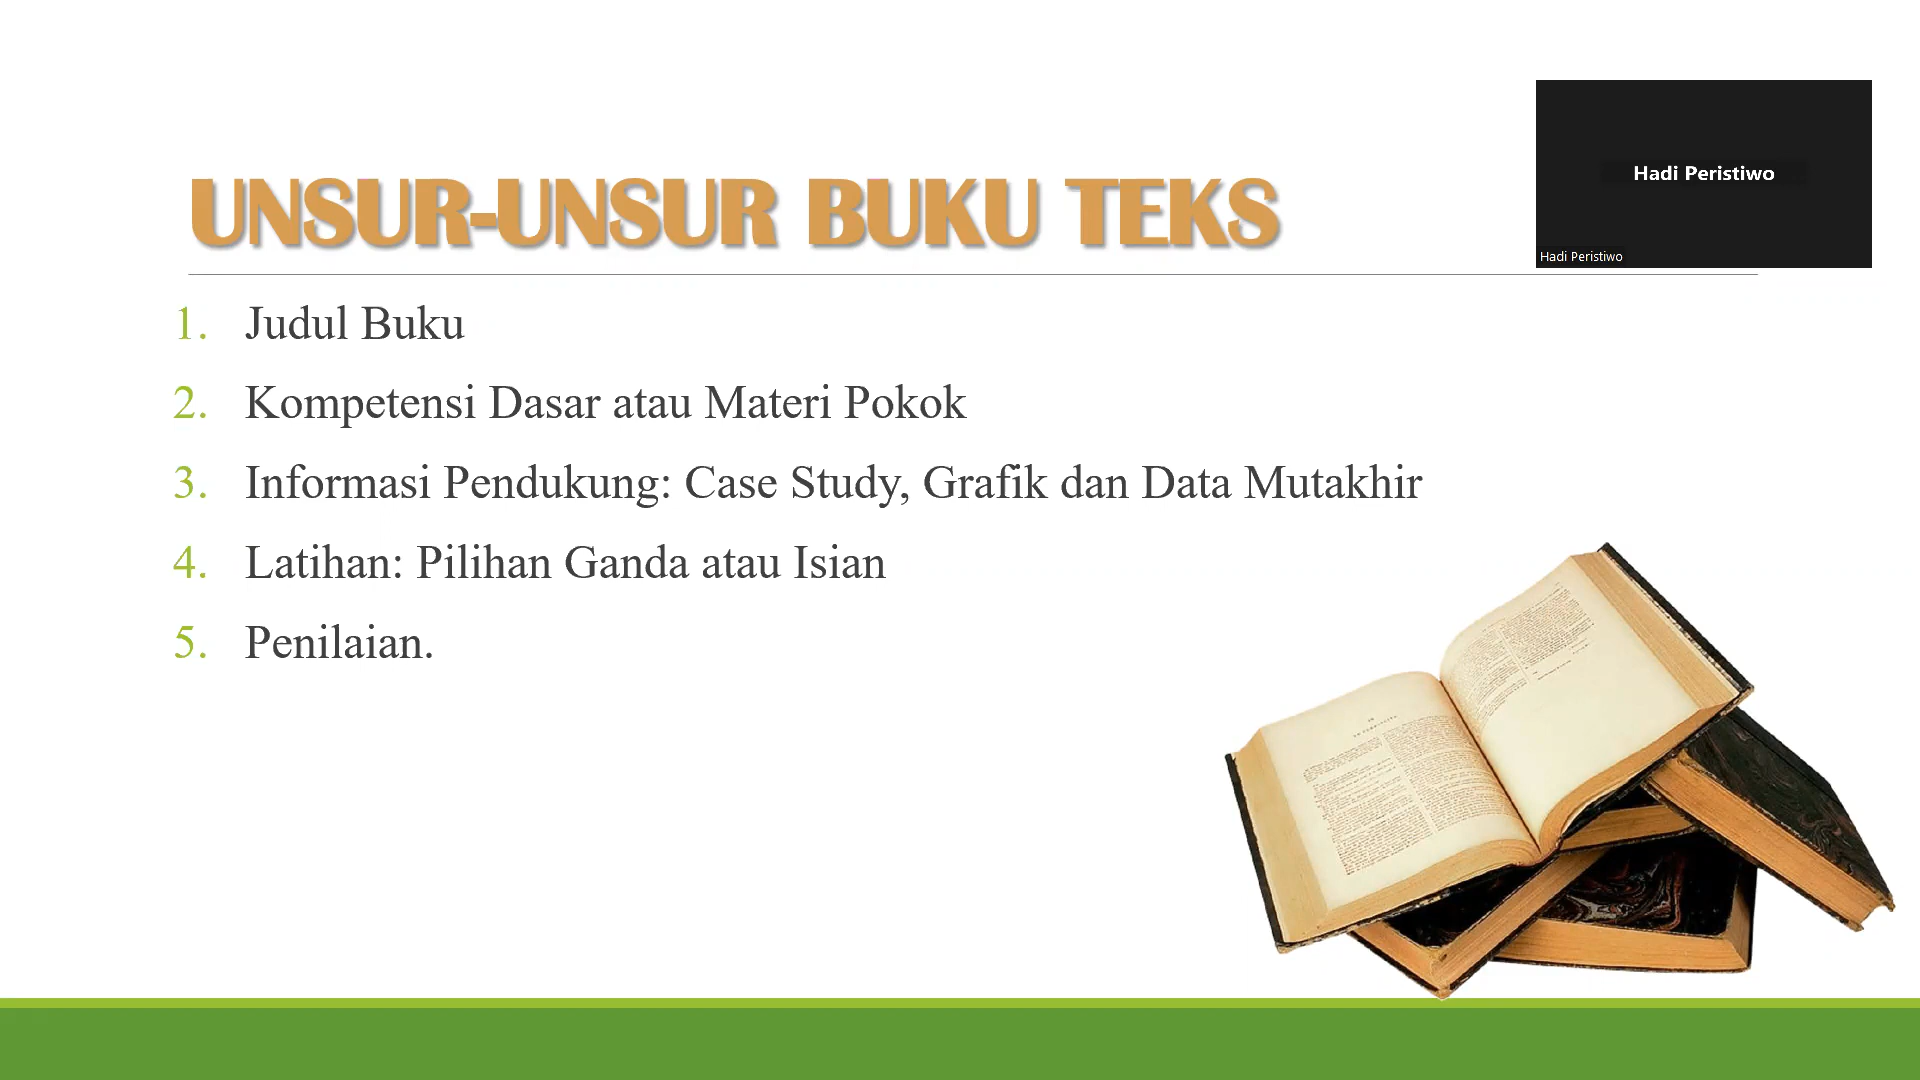 UNSUR-UNSUR BUKU TEKS
Hadi Peristiwo
Hadi Peristiwo
1. Judul Buku
2. Kompetensi Dasar atau Materi Pokok
3. Informasi Pendukung: Case Study, Grafik dan Data Mutakhir
4. Latihan: Pilihan Ganda atau Isian
5. Penilaian.